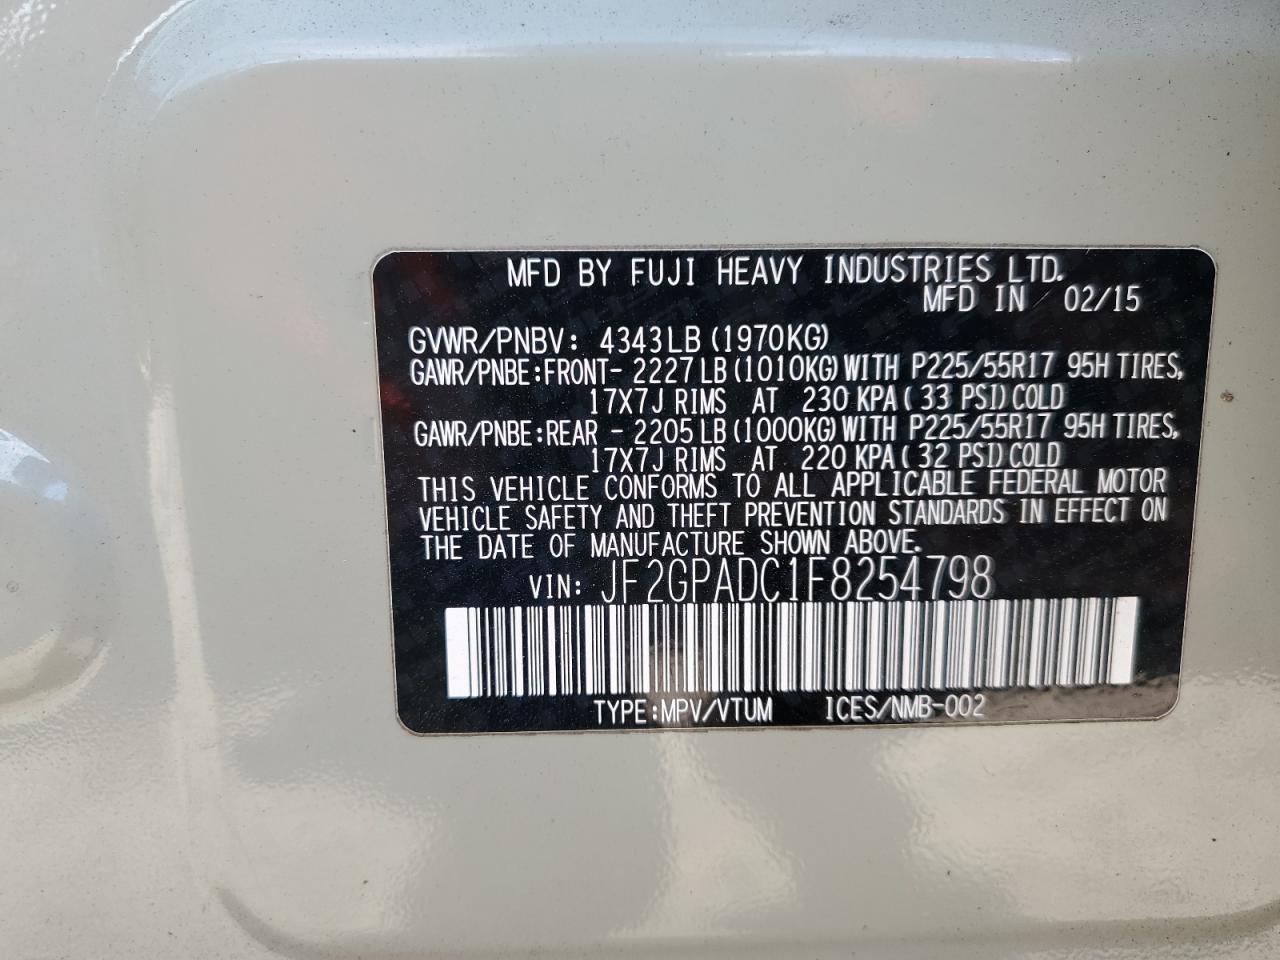 MFD BY FUJI HEAVY INDUSTRIES LTD.
MFD IN 02/15
GVWR/PNBV: 4343LB (1970KG)
GAWR/PNBE:FRONT- 2227LB (1010KG) WITH P225/55R17 95H TIRES,
17X7J RIMS AT 230 KPA( 33 PSI)COLD
GAWR/PNBE:REAR - 2205LB (1000KG) WITH P225/55R17 95H TIRES,
17X7J RIMS AT 220 KPA( 32 PSI)COLD
THIS VEHICLE CONFORMS TO ALL APPLICABLE FEDERAL MOTOR
VEHICLE SAFETY AND THEFT PREVENTION STANDARDS IN EFFECT ON
THE DATE OF MANUFACTURE SHOWN ABOVE.
VIN: JF2GPADC1F8254798
TYPE:MPV/VTUM ICES/NMB-002